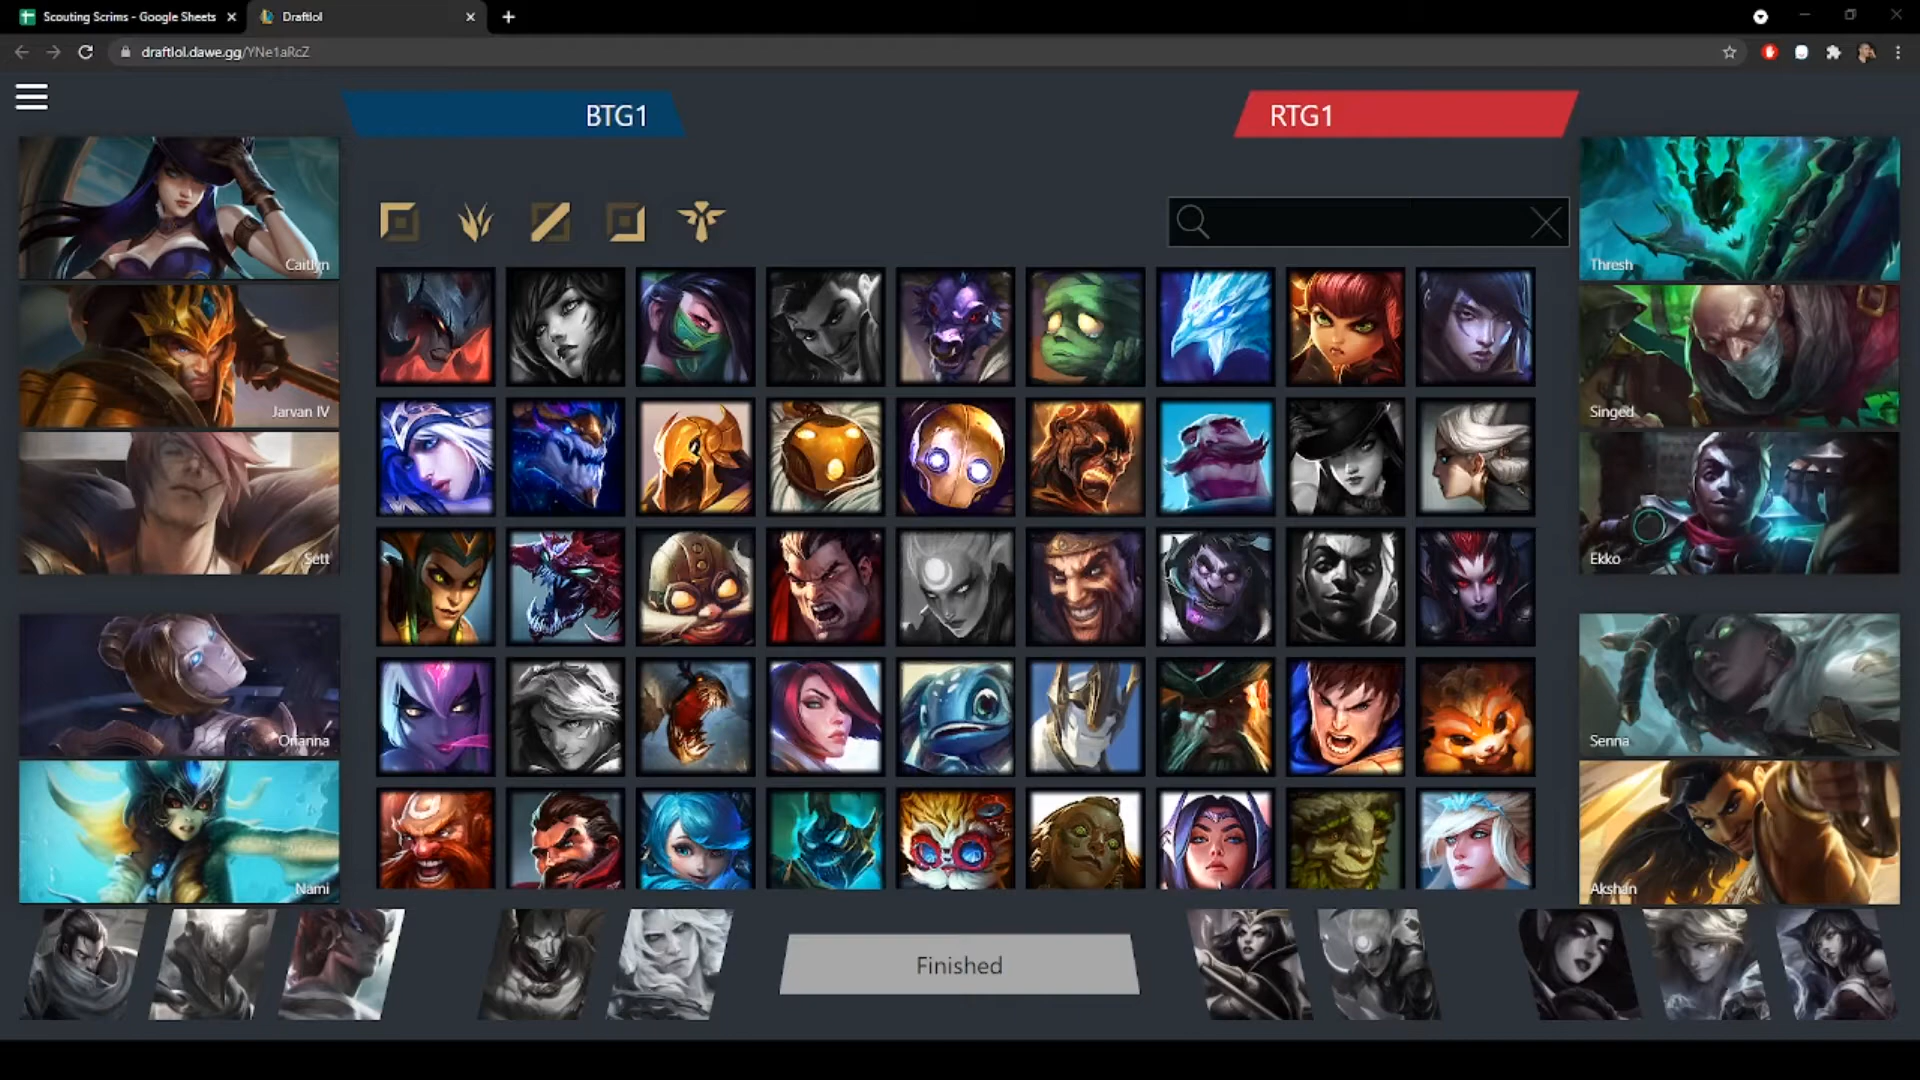 Scouting Scrims - Google Sheets
Draftlol
draftlol.dawe.gg/YNe1aRcZ
BTG1
RTG1
Caitlyn
Thresh
Jarvan IV
Singed
Sett
Ekko
Orianna
Senna
Nami
Akshan
Finished